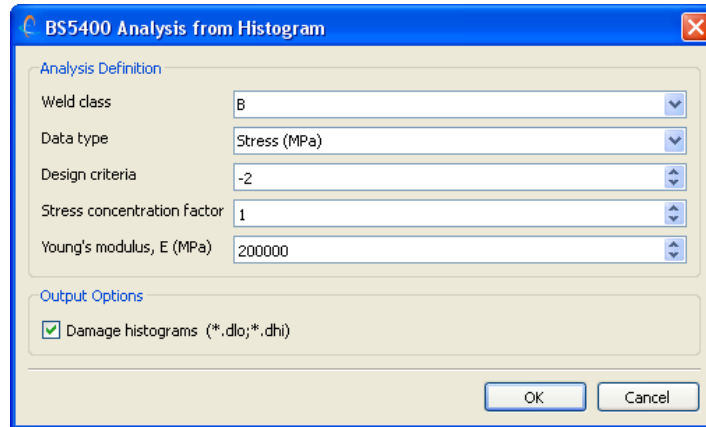 BS5400 Analysis from Histogram
Analysis Definition
Weld class B
Data type Stress (MPa)
Design criteria -2
Stress concentration factor 1
Young's modulus, E (MPa) 200000
Output Options
Damage histograms (*.dlo;*.dhi)
OK Cancel